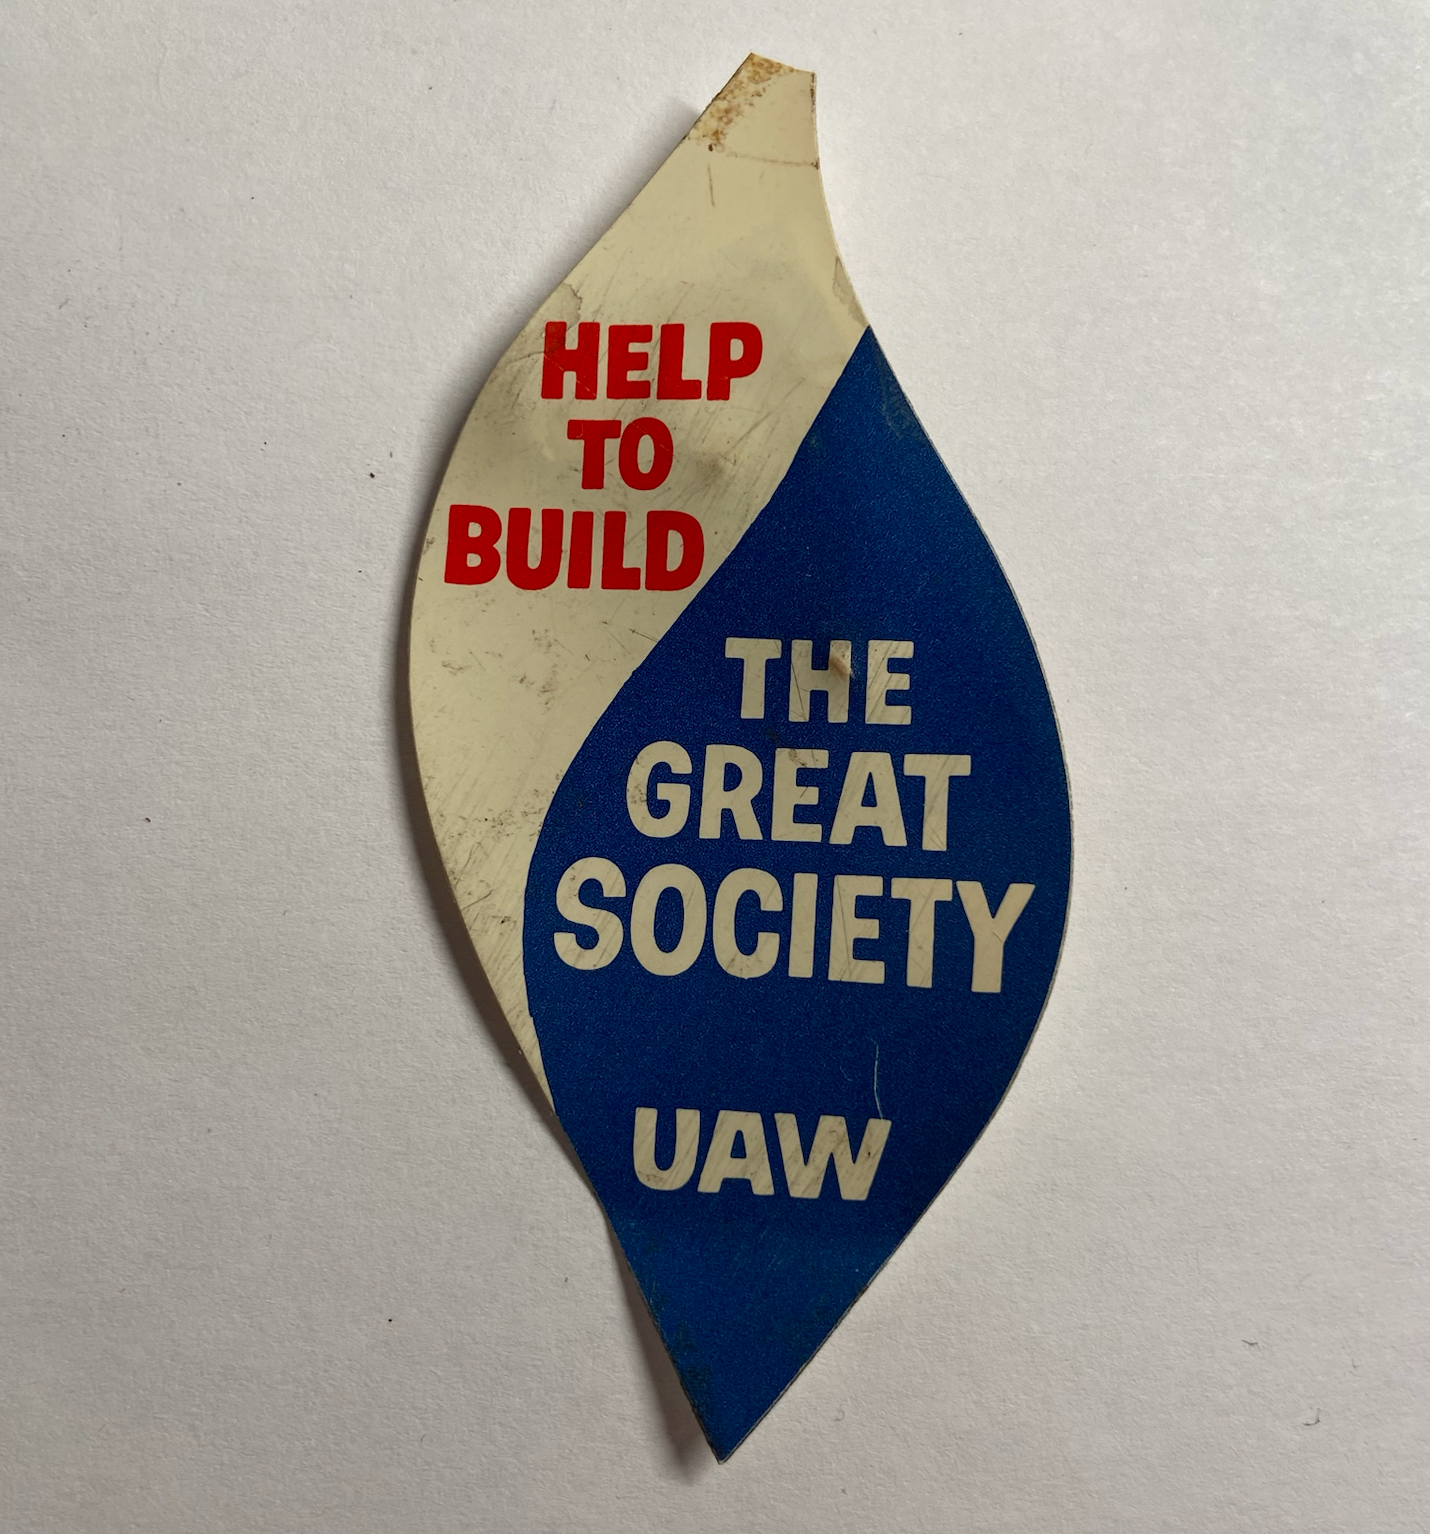 HELP
TO
BUILD
THE
GREAT
SOCIETY
UAW